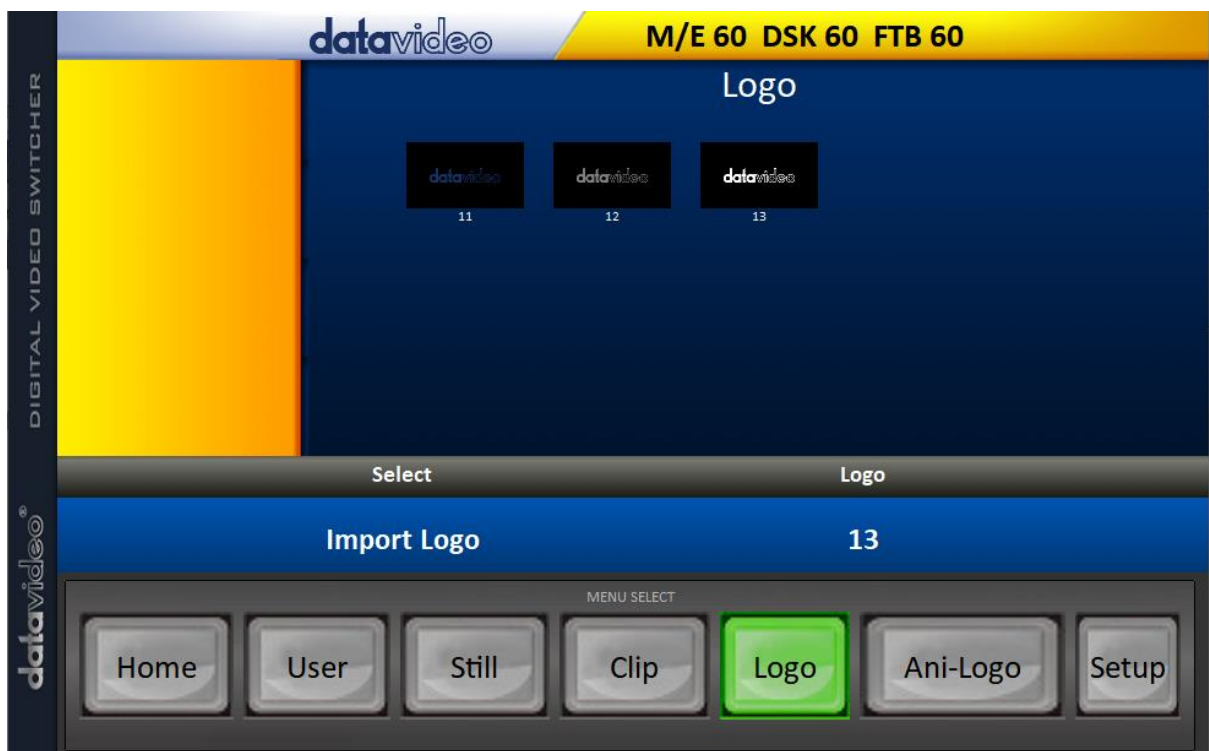 datavideo
M/E 60 DSK 60 FTB 60
DIGITAL VIDEO SWITCHER
datavideo®
Logo
datavideo
datavideo
datavideo
11
12
13
Select
Logo
Import Logo
13
MENU SELECT
Home
User
Still
Clip
Logo
Ani-Logo
Setup